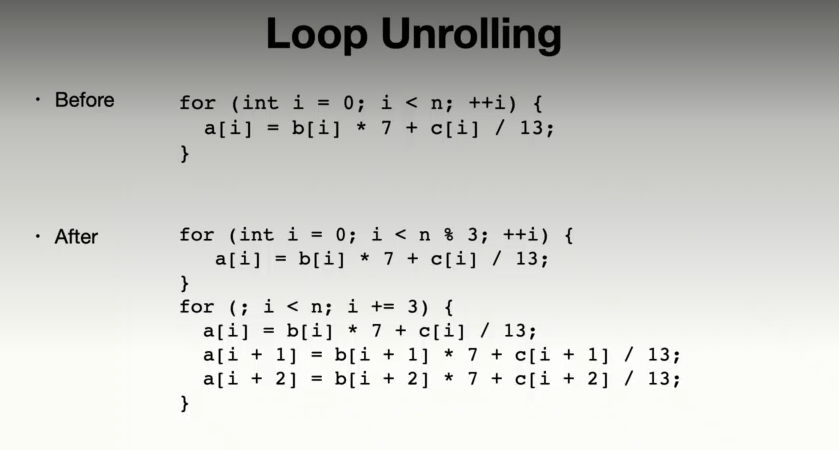 Loop Unrolling
· Before for (int i = 0; i < n; ++i) {
a[i] = b[i] * 7 + c[i] / 13;
}
· After for (int i = 0; i < n % 3; ++i) {
a[i] = b[i] * 7 + c[i] / 13;
}
for (; i < n; i += 3) {
a[i] = b[i] * 7 + c[i] / 13;
a[i + 1] = b[i + 1] * 7 + c[i + 1] / 13;
a[i + 2] = b[i + 2] * 7 + c[i + 2] / 13;
}